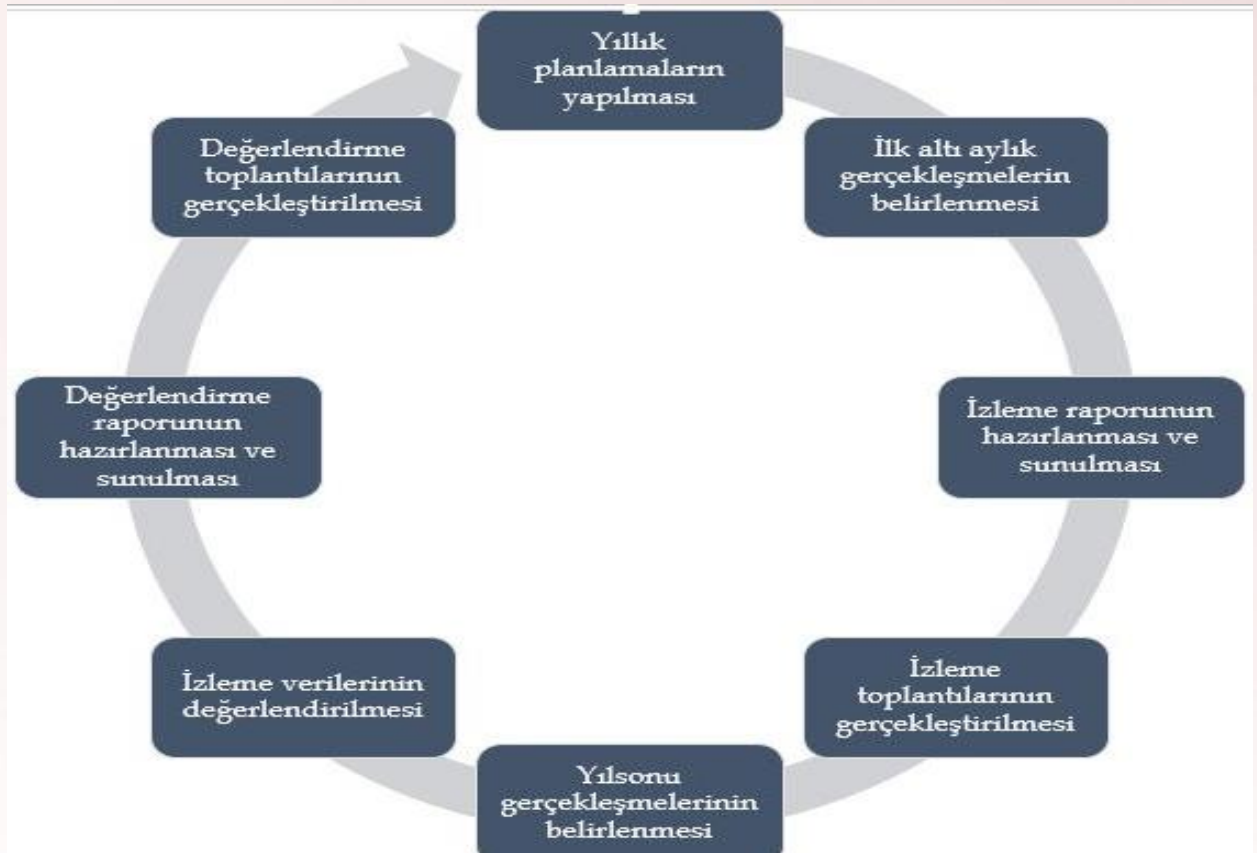 Yıllık
planlamaların
yapılması
İlk altı aylık
gerçekleşmelerin
belirlenmesi
İzleme raporunun
hazırlanması ve
sunulması
İzleme
toplantılarının
gerçekleştirilmesi
Yılsonu
gerçekleşmelerinin
belirlenmesi
İzleme verilerinin
değerlendirilmesi
Değerlendirme
raporunun
hazırlanması ve
sunulması
Değerlendirme
toplantılarının
gerçekleştirilmesi